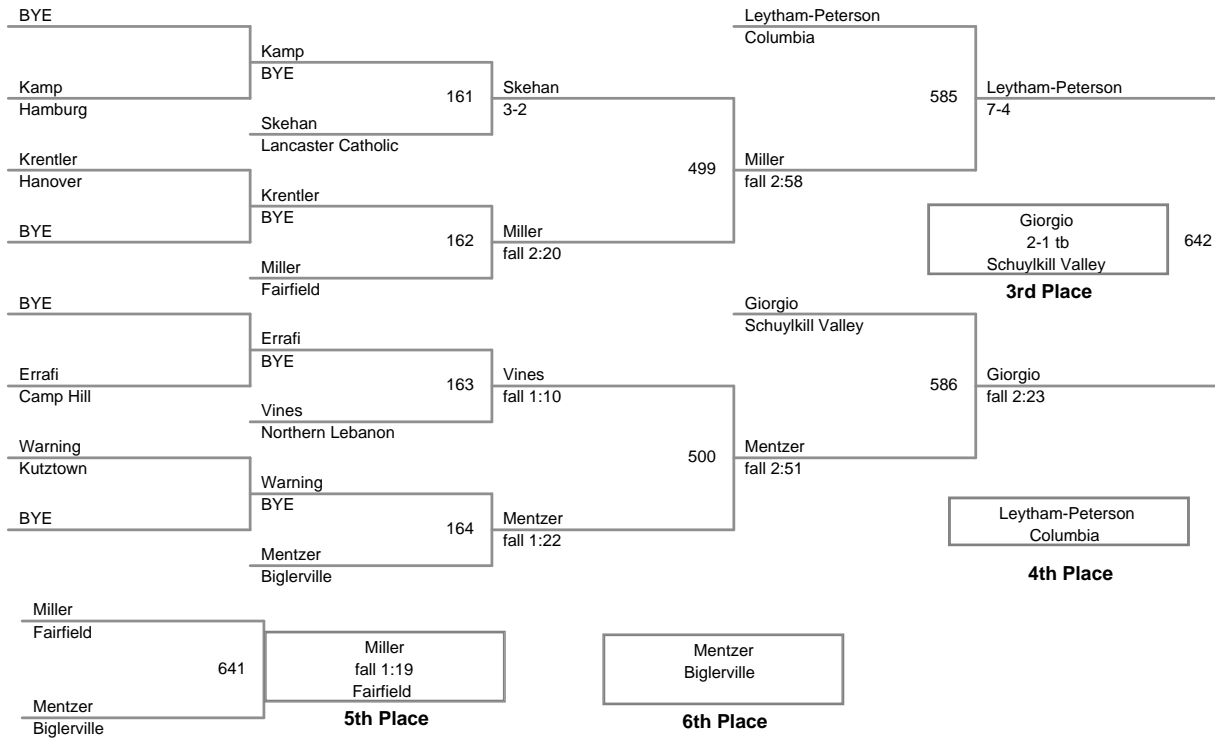 BYE
Kamp
Hamburg
Krentler
Hanover
BYE
BYE
Errafi
Camp Hill
Warning
Kutztown
BYE
Kamp
BYE
161
Skehan
Lancaster Catholic
Krentler
BYE
162
Miller
Fairfield
Errafi
BYE
163
Vines
Northern Lebanon
Warning
BYE
164
Mentzer
Biglerville
Skehan
3-2
499
Miller
fall 2:20
Vines
fall 1:10
500
Mentzer
fall 1:22
Leytham-Peterson
Columbia
585
Miller
fall 2:58
Giorgio
Schuylkill Valley
586
Mentzer
fall 2:51
Leytham-Peterson
7-4
Giorgio
2-1 tb
Schuylkill Valley
642
3rd Place
Giorgio
fall 2:23
Leytham-Peterson
Columbia
4th Place
Miller
Fairfield
641
Mentzer
Biglerville
Miller
fall 1:19
Fairfield
5th Place
Mentzer
Biglerville
6th Place